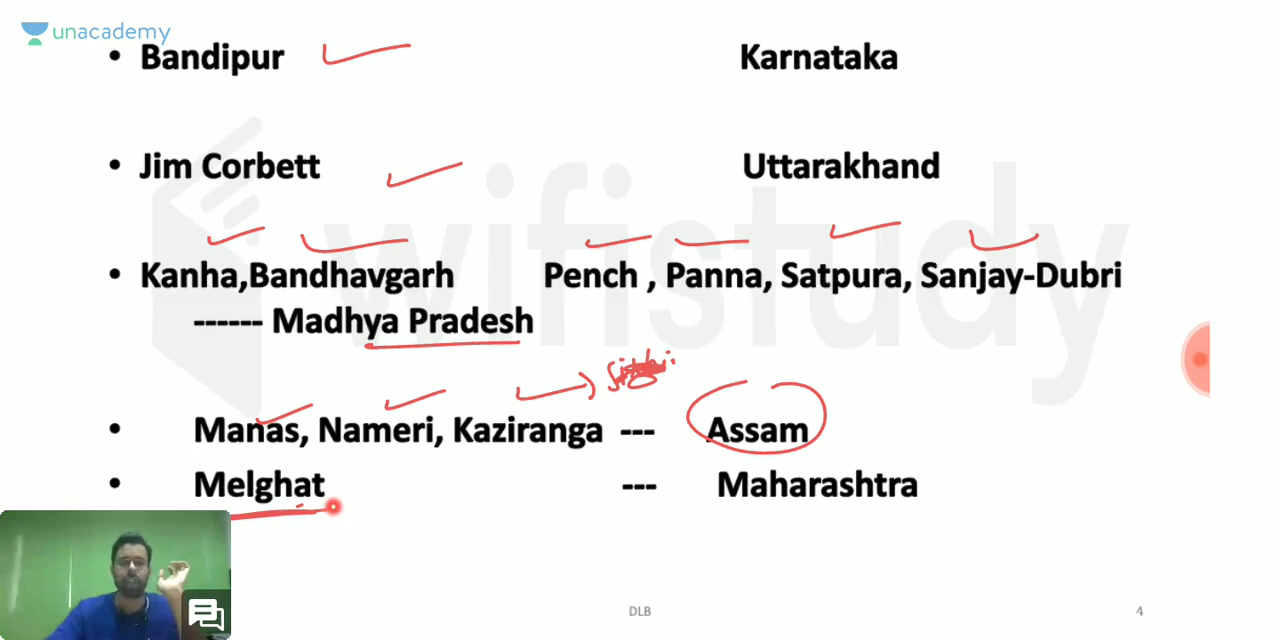 unacademy
• Bandipur Karnataka
• Jim Corbett Uttarakhand
• Kanha,Bandhavgarh Pench , Panna, Satpura, Sanjay-Dubri
------ Madhya Pradesh
• Manas, Nameri, Kaziranga --- Assam
• Melghat --- Maharashtra
wifistudy
DLB 4